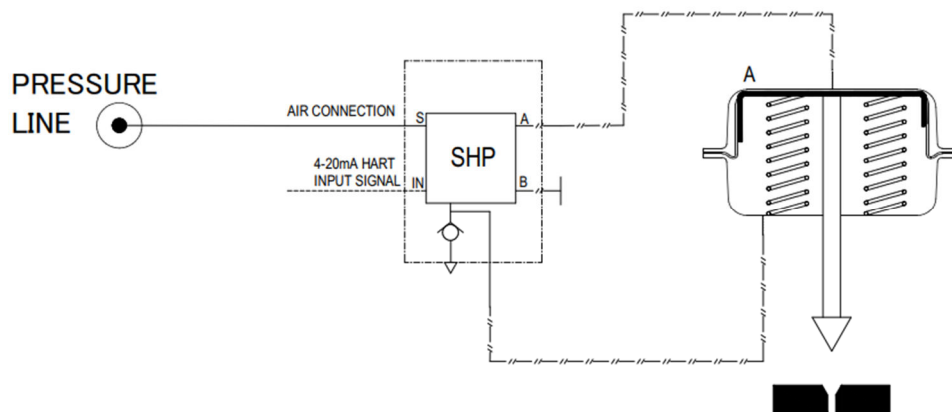 PRESSURE
LINE
AIR CONNECTION
S
A
4-20mA HART
INPUT SIGNAL
IN
SHP
B
A